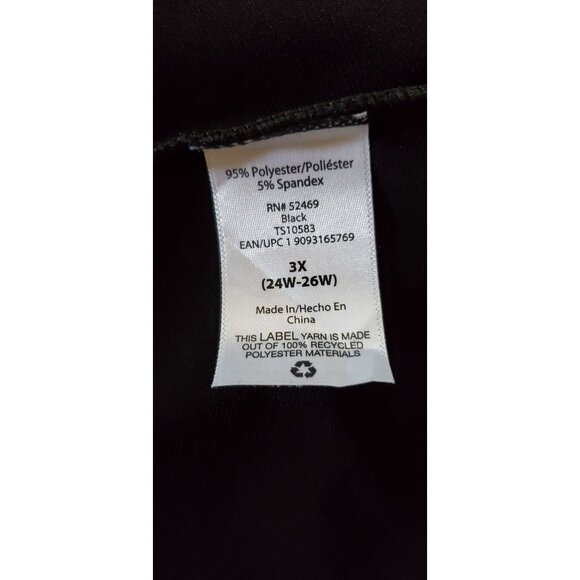 95% Polyester/Poliéster
5% Spandex
RN# 52469
Black
TS10583
EAN/UPC 1 9093165769
3X
(24W-26W)
Made In/Hecho En
China
THIS LABEL YARN IS MADE
OUT OF 100% RECYCLED
POLYESTER MATERIALS